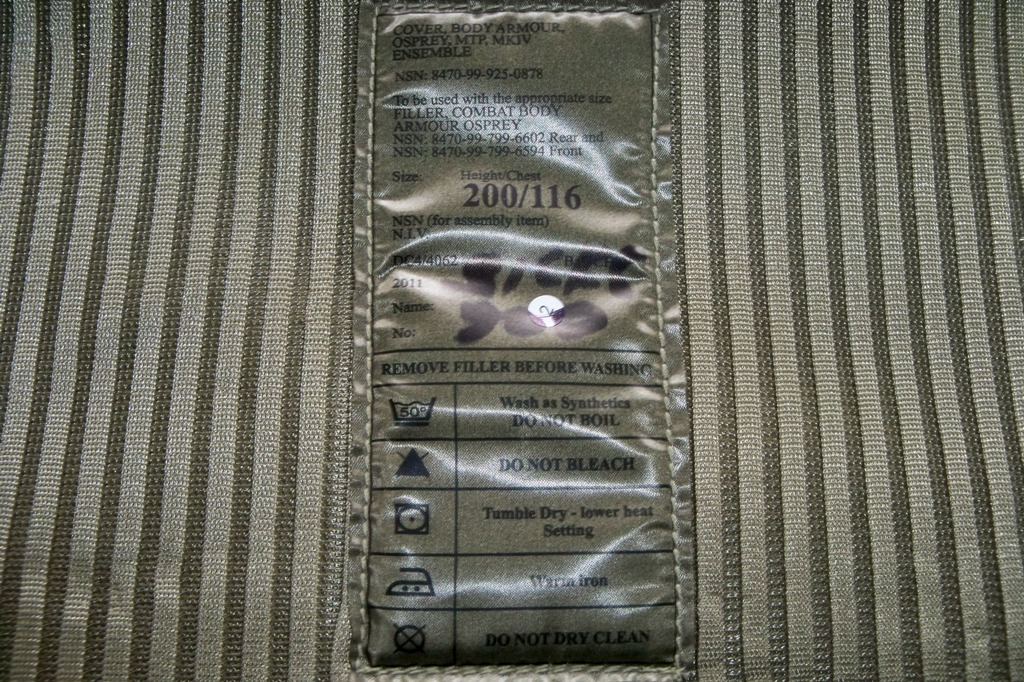 COVER, BODY ARMOUR,
OSPREY, MTP, MKIV
ENSEMBLE
NSN: 8470-99-925-0878
To be used with the appropriate size
FILLER, COMBAT BODY
ARMOUR OSPREY
NSN: 8470-99-799-6602 Rear and
NSN: 8470-99-799-6594 Front
Size: Height/Chest
200/116
NSN (for assembly item)
N.I.V.
DC4/4062
2011
Name:
No:
REMOVE FILLER BEFORE WASHING
50° Wash as Synthetics
DO NOT BOIL
DO NOT BLEACH
Tumble Dry - lower heat
Setting
Warm iron
DO NOT DRY CLEAN